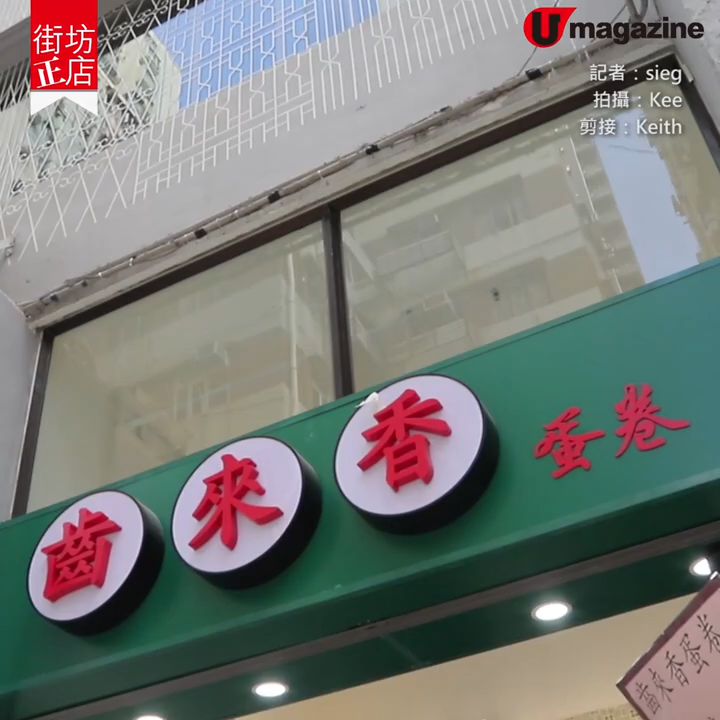 街坊
正店
U magazine
記者：sieg
拍攝：Kee
剪接：Keith
齒來香 蛋卷
齒來香蛋卷